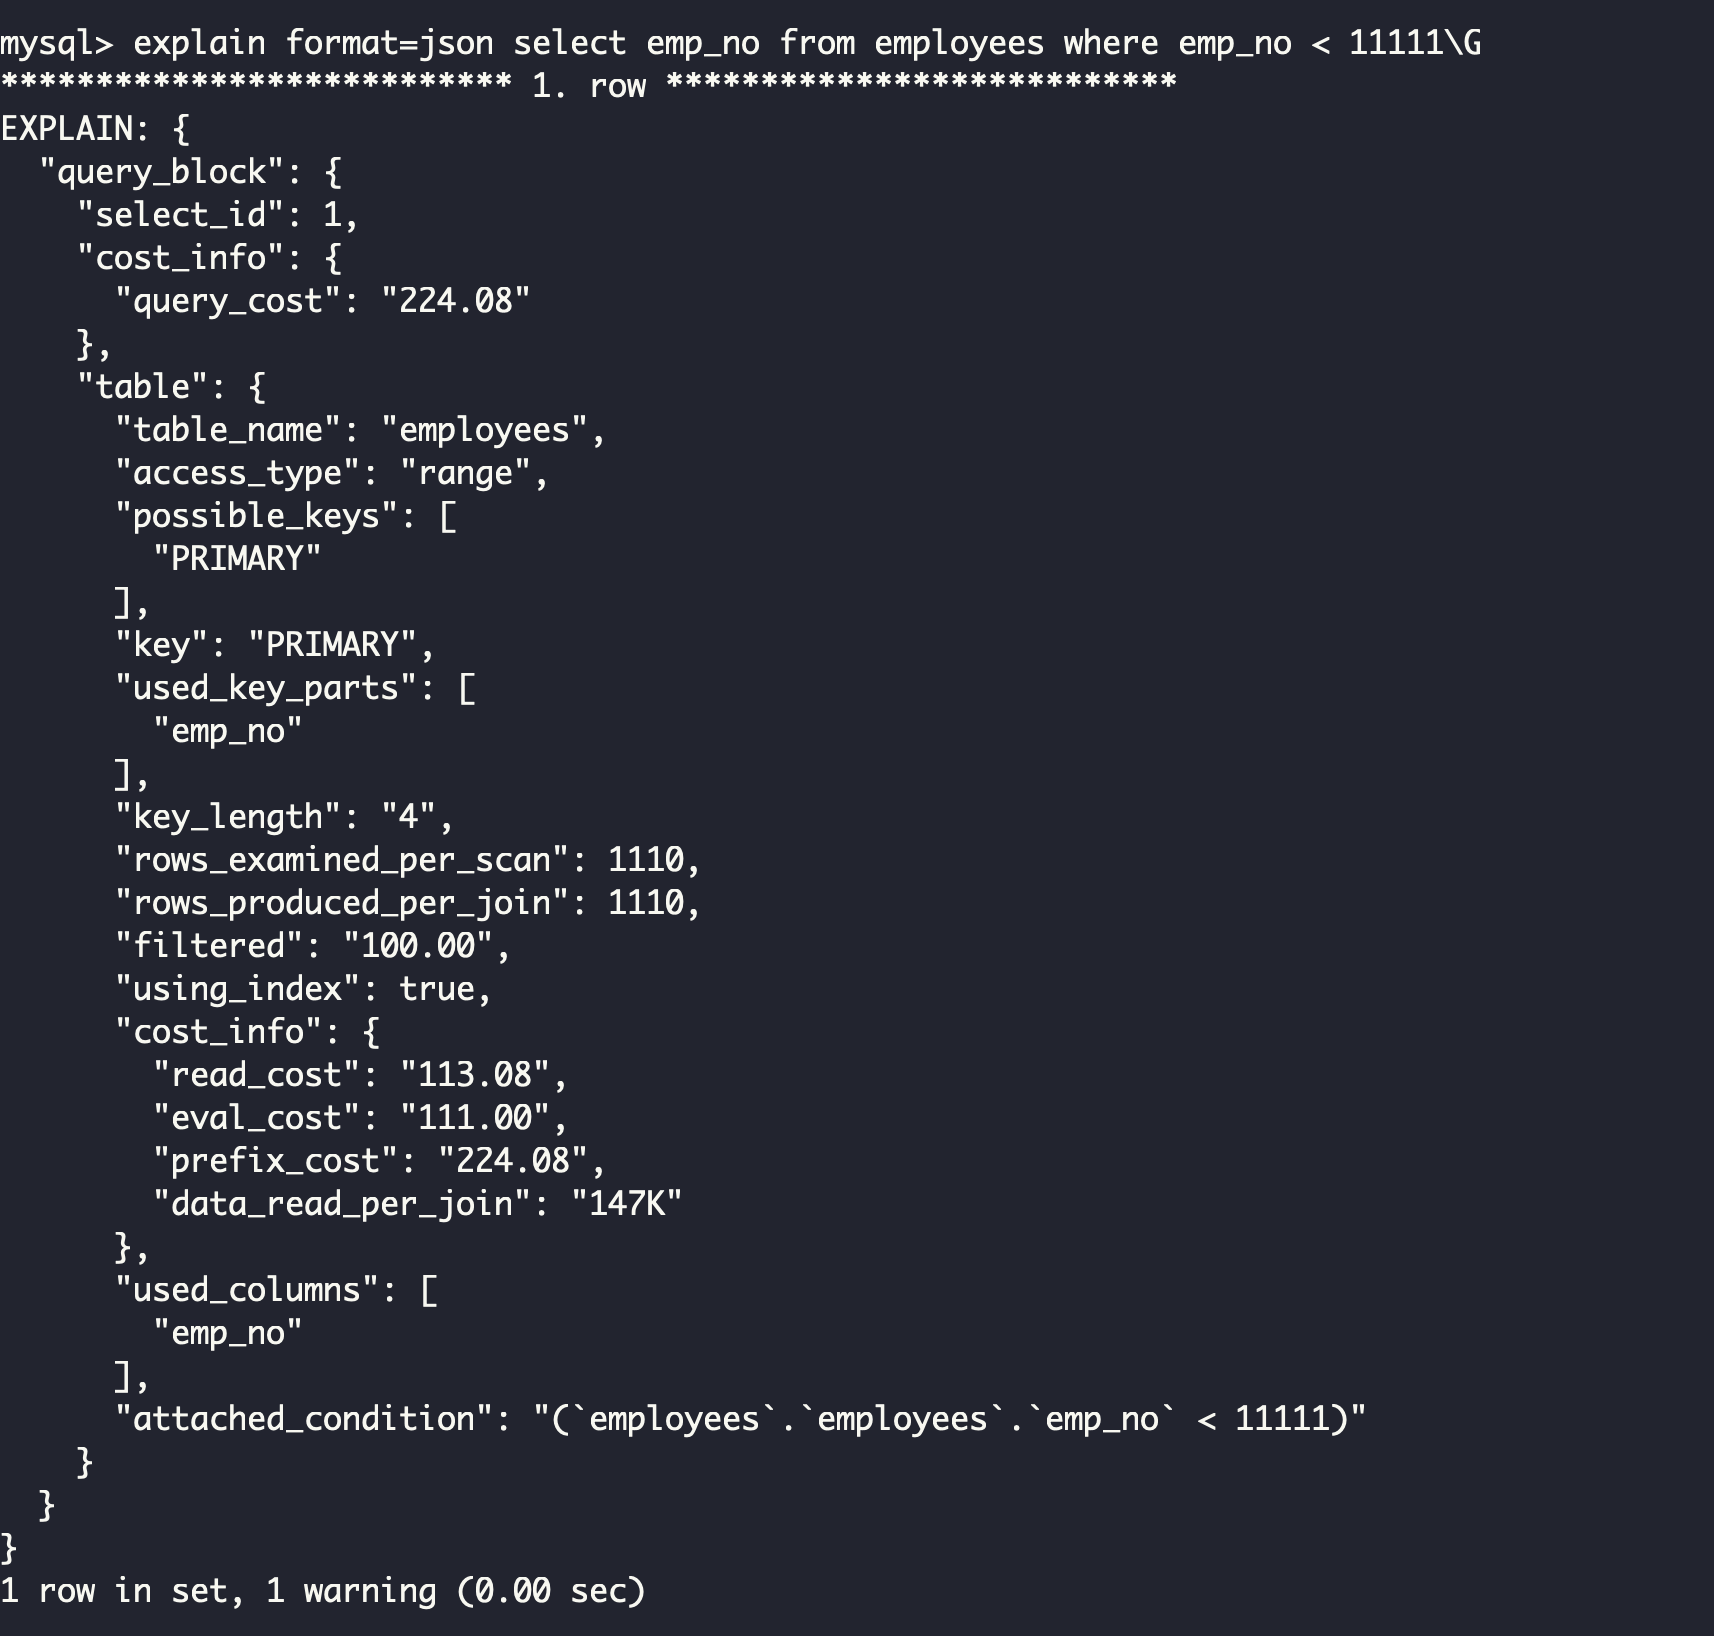 mysql> explain format=json select emp_no from employees where emp_no < 11111\G
*************************** 1. row ***************************
EXPLAIN: {
  "query_block": {
    "select_id": 1,
    "cost_info": {
      "query_cost": "224.08"
    },
    "table": {
      "table_name": "employees",
      "access_type": "range",
      "possible_keys": [
        "PRIMARY"
      ],
      "key": "PRIMARY",
      "used_key_parts": [
        "emp_no"
      ],
      "key_length": "4",
      "rows_examined_per_scan": 1110,
      "rows_produced_per_join": 1110,
      "filtered": "100.00",
      "using_index": true,
      "cost_info": {
        "read_cost": "113.08",
        "eval_cost": "111.00",
        "prefix_cost": "224.08",
        "data_read_per_join": "147K"
      },
      "used_columns": [
        "emp_no"
      ],
      "attached_condition": "(`employees`.`employees`.`emp_no` < 11111)"
    }
  }
}
1 row in set, 1 warning (0.00 sec)